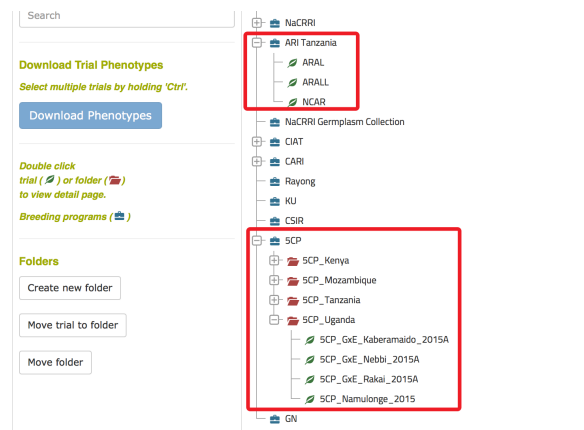 Search
Download Trial Phenotypes
Select multiple trials by holding 'Ctrl'.
Download Phenotypes
Double click
trial ( ) or folder ( )
to view detail page.
Breeding programs ( )
Folders
Create new folder
Move trial to folder
Move folder
NaCRRI
ARI Tanzania
ARAL
ARALL
NCAR
NaCRRI Germplasm Collection
CIAT
CARI
Rayong
KU
CSIR
5CP
5CP_Kenya
5CP_Mozambique
5CP_Tanzania
5CP_Uganda
5CP_GxE_Kaberamaido_2015A
5CP_GxE_Nebbi_2015A
5CP_GxE_Rakai_2015A
5CP_Namulonge_2015
GN